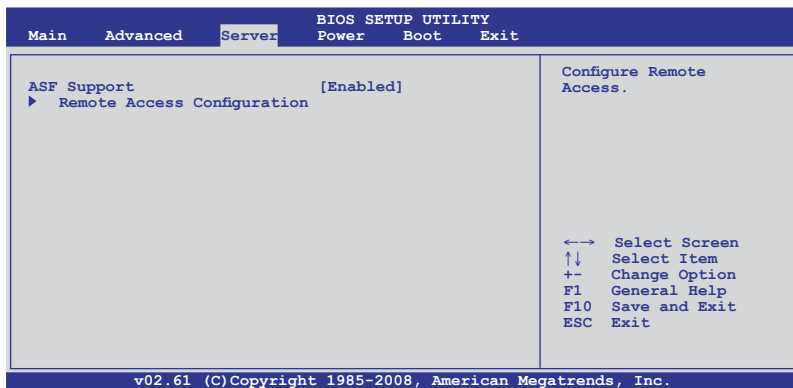 BIOS SETUP UTILITY
Main Advanced Server Power Boot Exit
ASF Support [Enabled]
Remote Access Configuration
Configure Remote
Access.
←→ Select Screen
↑↓ Select Item
+- Change Option
F1 General Help
F10 Save and Exit
ESC Exit
v02.61 (C)Copyright 1985-2008, American Megatrends, Inc.